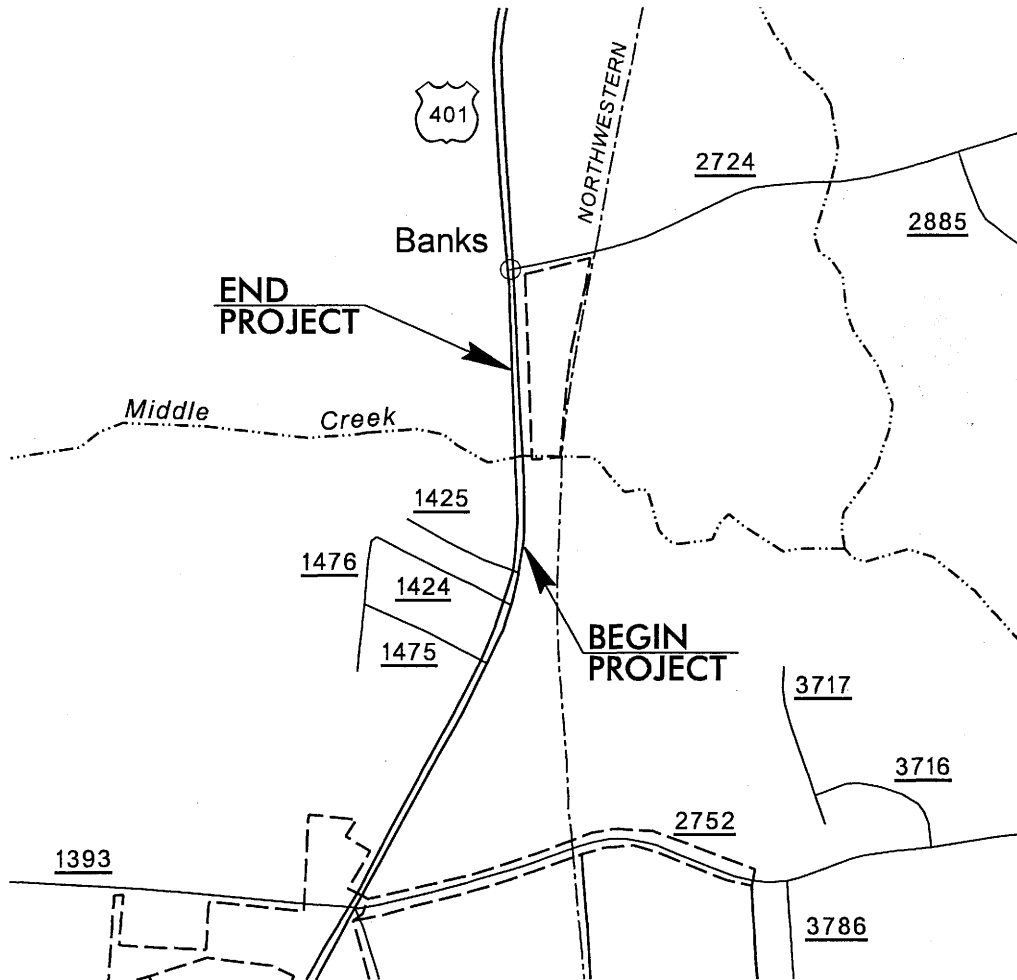 401
NORTHWESTERN
2724
2885
Banks
END
PROJECT
Middle Creek
1425
1476
1424
1475
BEGIN
PROJECT
3717
3716
2752
1393
3786